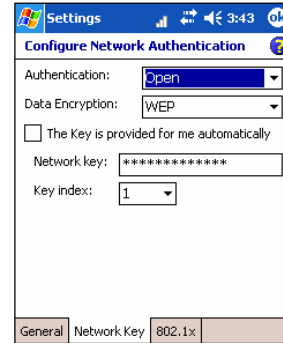 Settings 3:43 ok
Configure Network Authentication ?
Authentication: Open
Data Encryption: WEP
The Key is provided for me automatically
Network key: *************
Key index: 1
General Network Key 802.1x